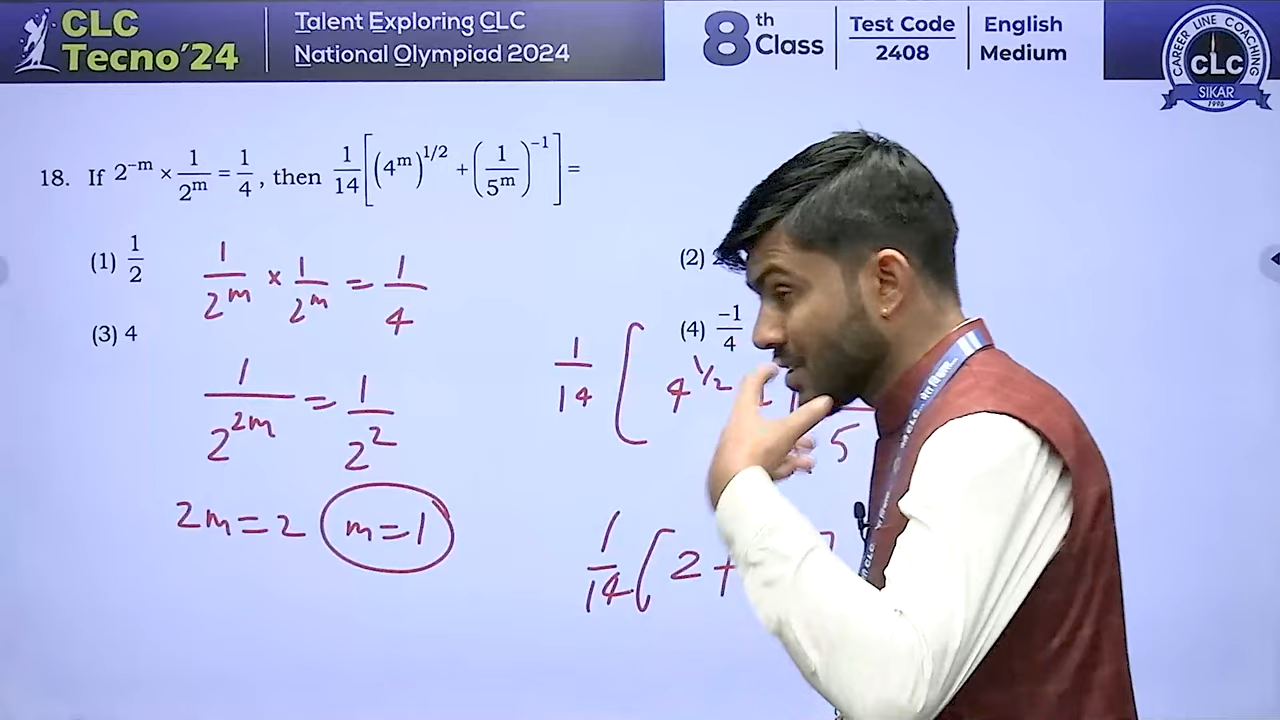 CLC
Tecno'24
Talent Exploring CLC
National Olympiad 2024
8th Class
Test Code
2408
English
Medium
CAREER LINE COACHING
CLC
SIKAR
1996
18. If 2^{-m} × 1/2^m = 1/4, then 1/14[(4^m)^{1/2} + (1/5^m)^{-1}] =
(1) 1/2
(2)
(3) 4
(4) -1/4
1/2^m × 1/2^m = 1/4
1/2^{2m} = 1/2^2
2m = 2 m = 1
1/14 [ 4^{1/2}
5
1/14 ( 2 +